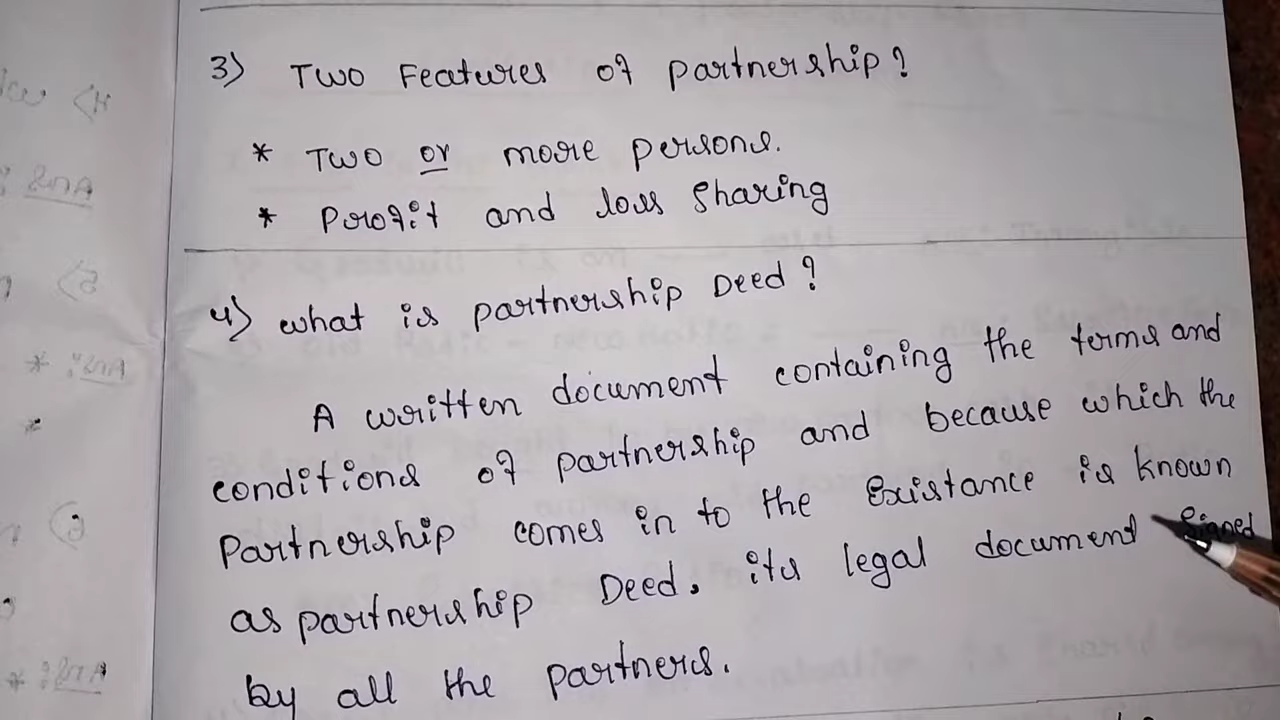 3) Two Features of partnership?
* Two or more persons.
* Profit and loss sharing
4) what is partnership Deed?
A written document containing the terms and
conditions of partnership and because which the
Partnership comes in to the existance is known
as partnership Deed. its legal document signed
by all the partners.